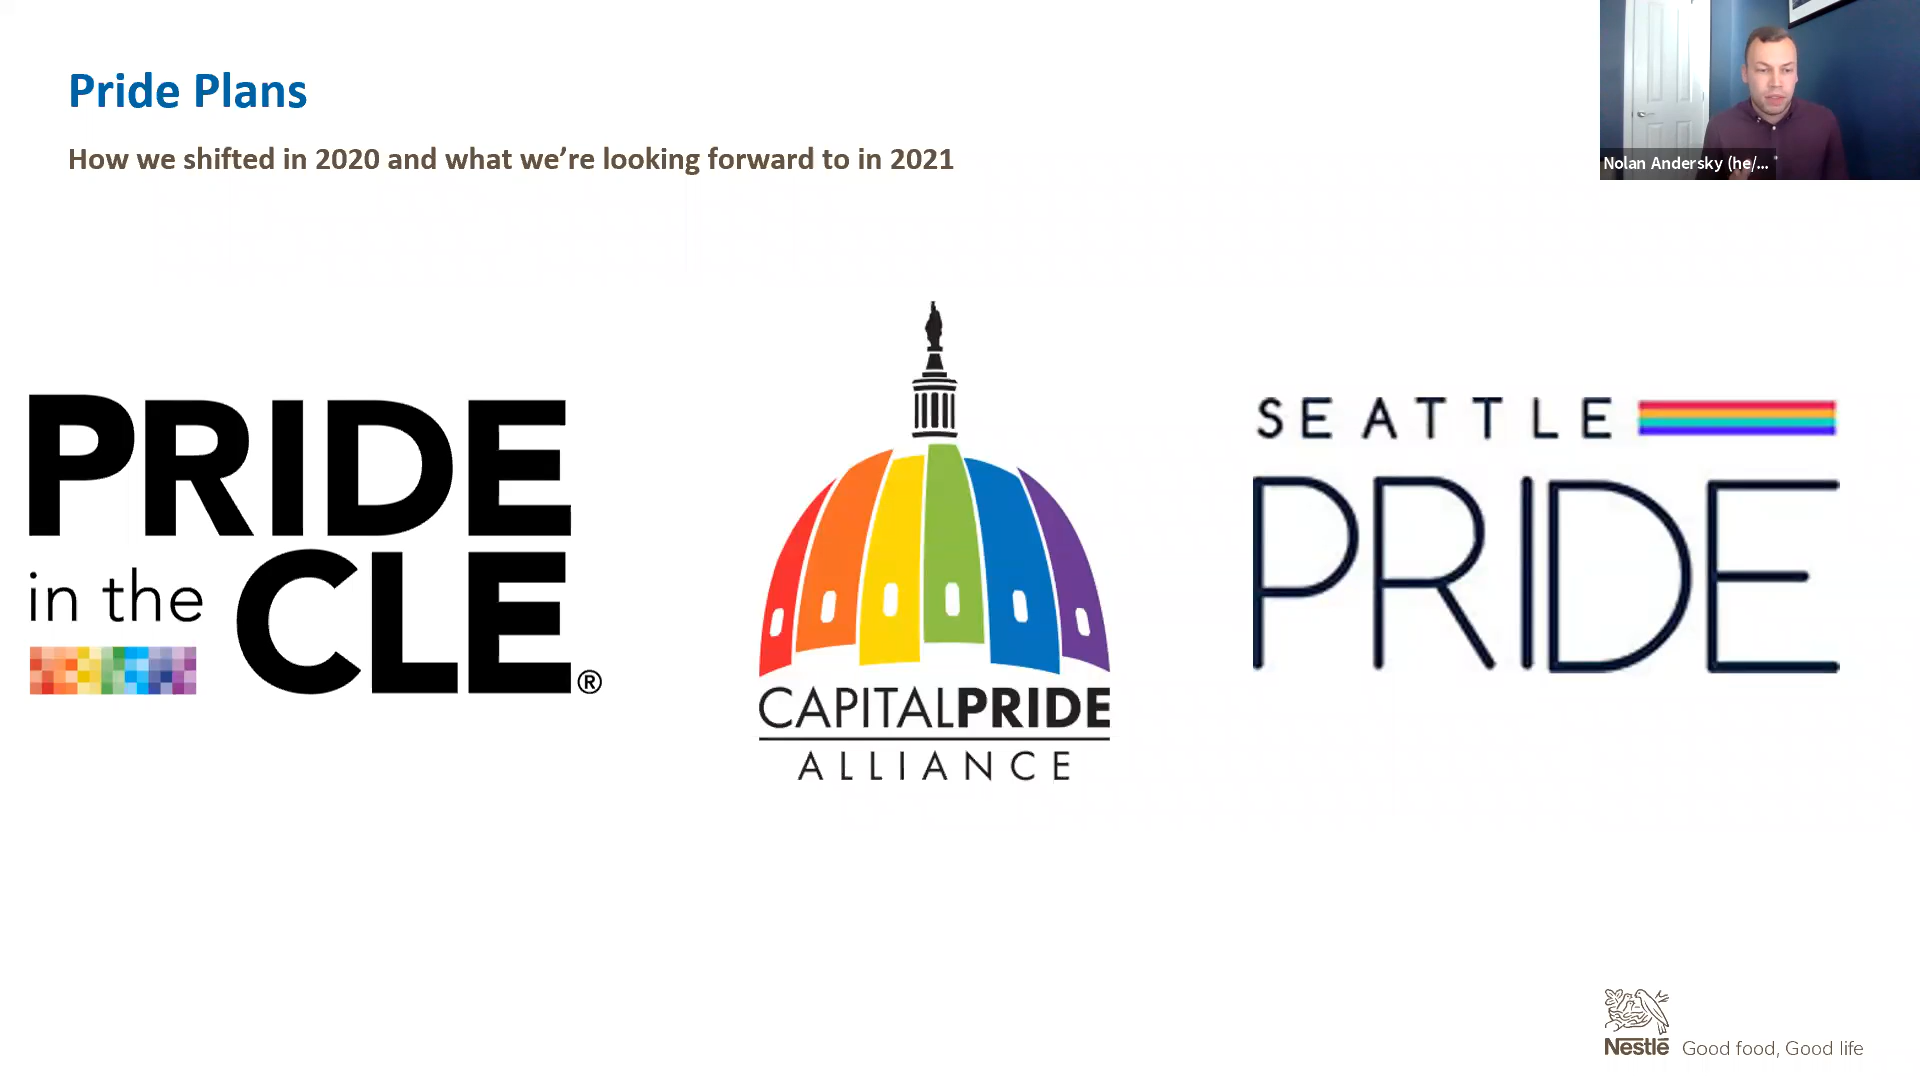 Pride Plans
How we shifted in 2020 and what we’re looking forward to in 2021
Nolan Andersky (he/...
PRIDE
in the CLE®
CAPITALPRIDE
ALLIANCE
SEATTLE
PRIDE
Nestlé Good food, Good life